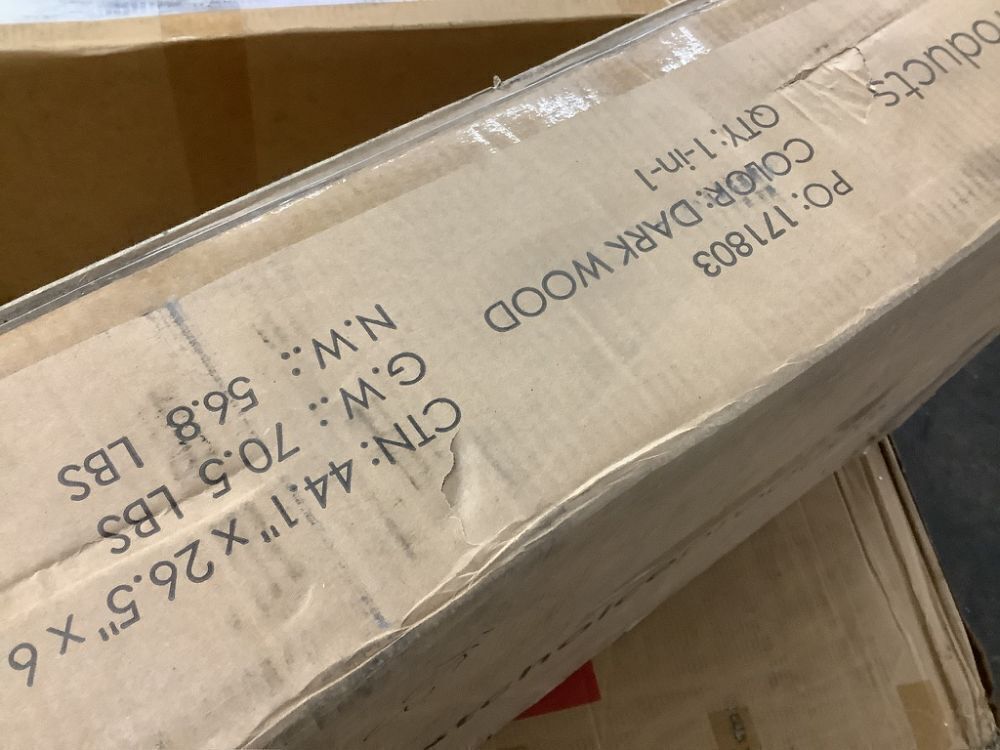 oducts
PO: 171803
COLOR: DARK WOOD
QTY: 1-in-1
CTN: 44.1" x 26.5" x 6
G.W.: 70.5 LBS
N.W.: 56.8 LBS